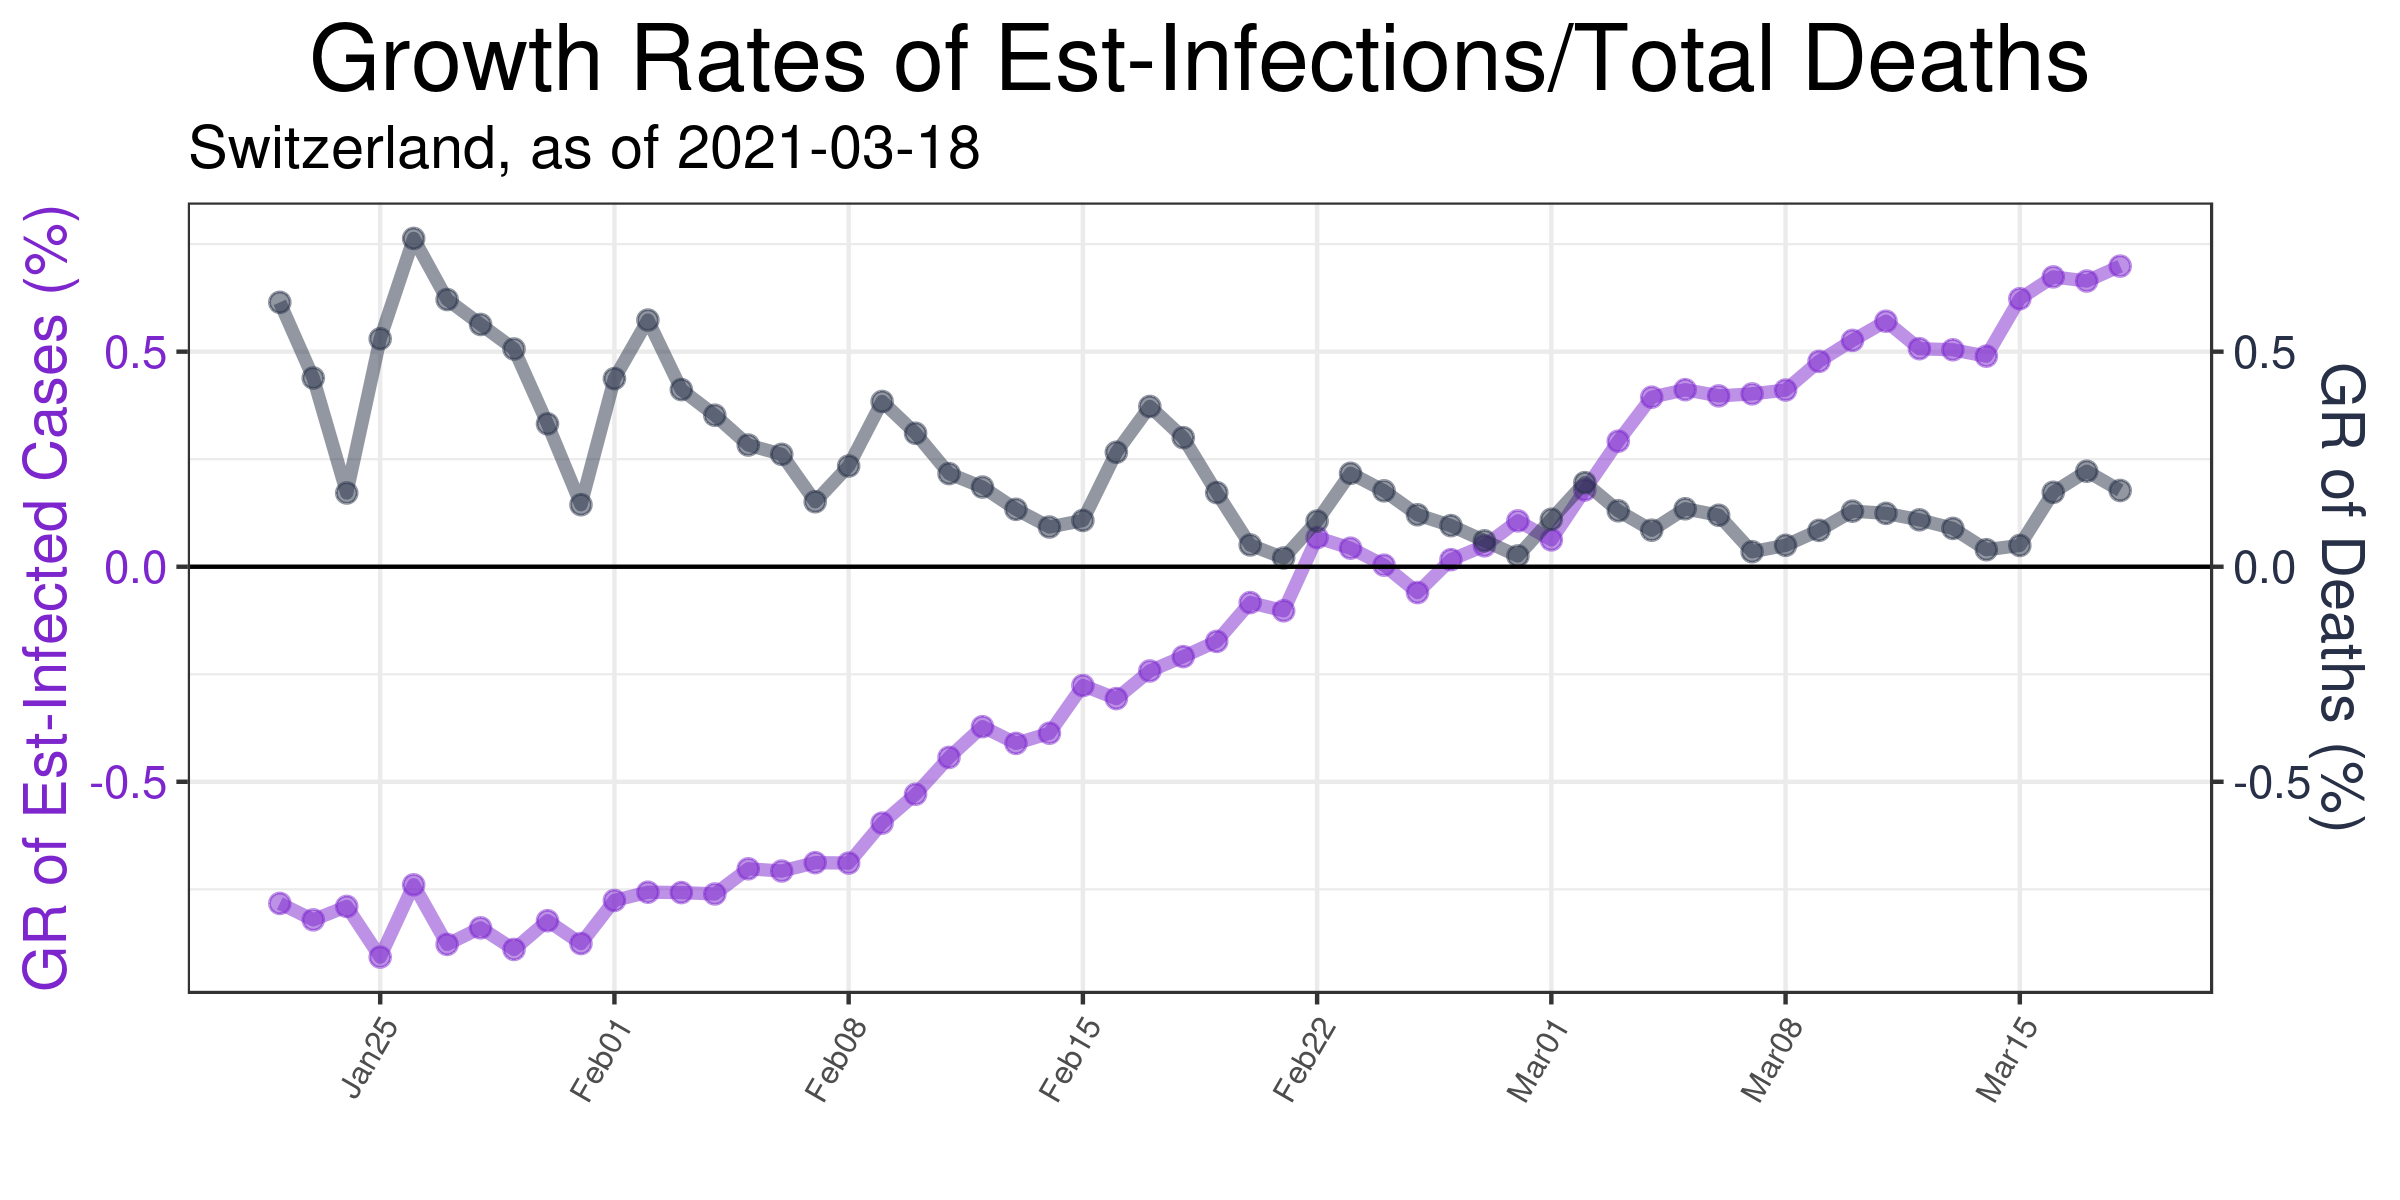 Growth Rates of Est-Infections/Total Deaths
Switzerland, as of 2021-03-18
GR of Est-Infected Cases (%)
0.5
0.0
-0.5
0.5
0.0
-0.5
GR of Deaths (%)
Jan25
Feb01
Feb08
Feb15
Feb22
Mar01
Mar08
Mar15